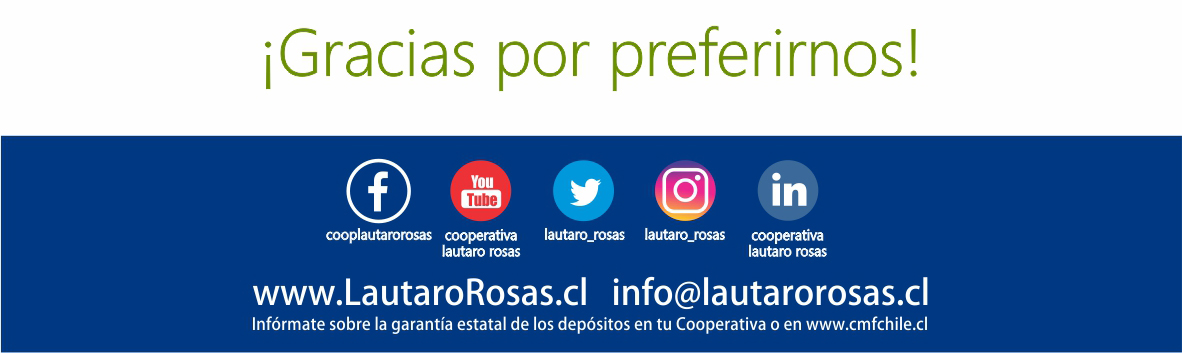 ¡Gracias por preferirnos!
You
Tube
in
cooplautarorosas
cooperativa
lautaro rosas
lautaro_rosas
lautaro_rosas
cooperativa
lautaro rosas
www.LautaroRosas.cl info@lautarorosas.cl
Infórmate sobre la garantía estatal de los depósitos en tu Cooperativa o en www.cmfchile.cl